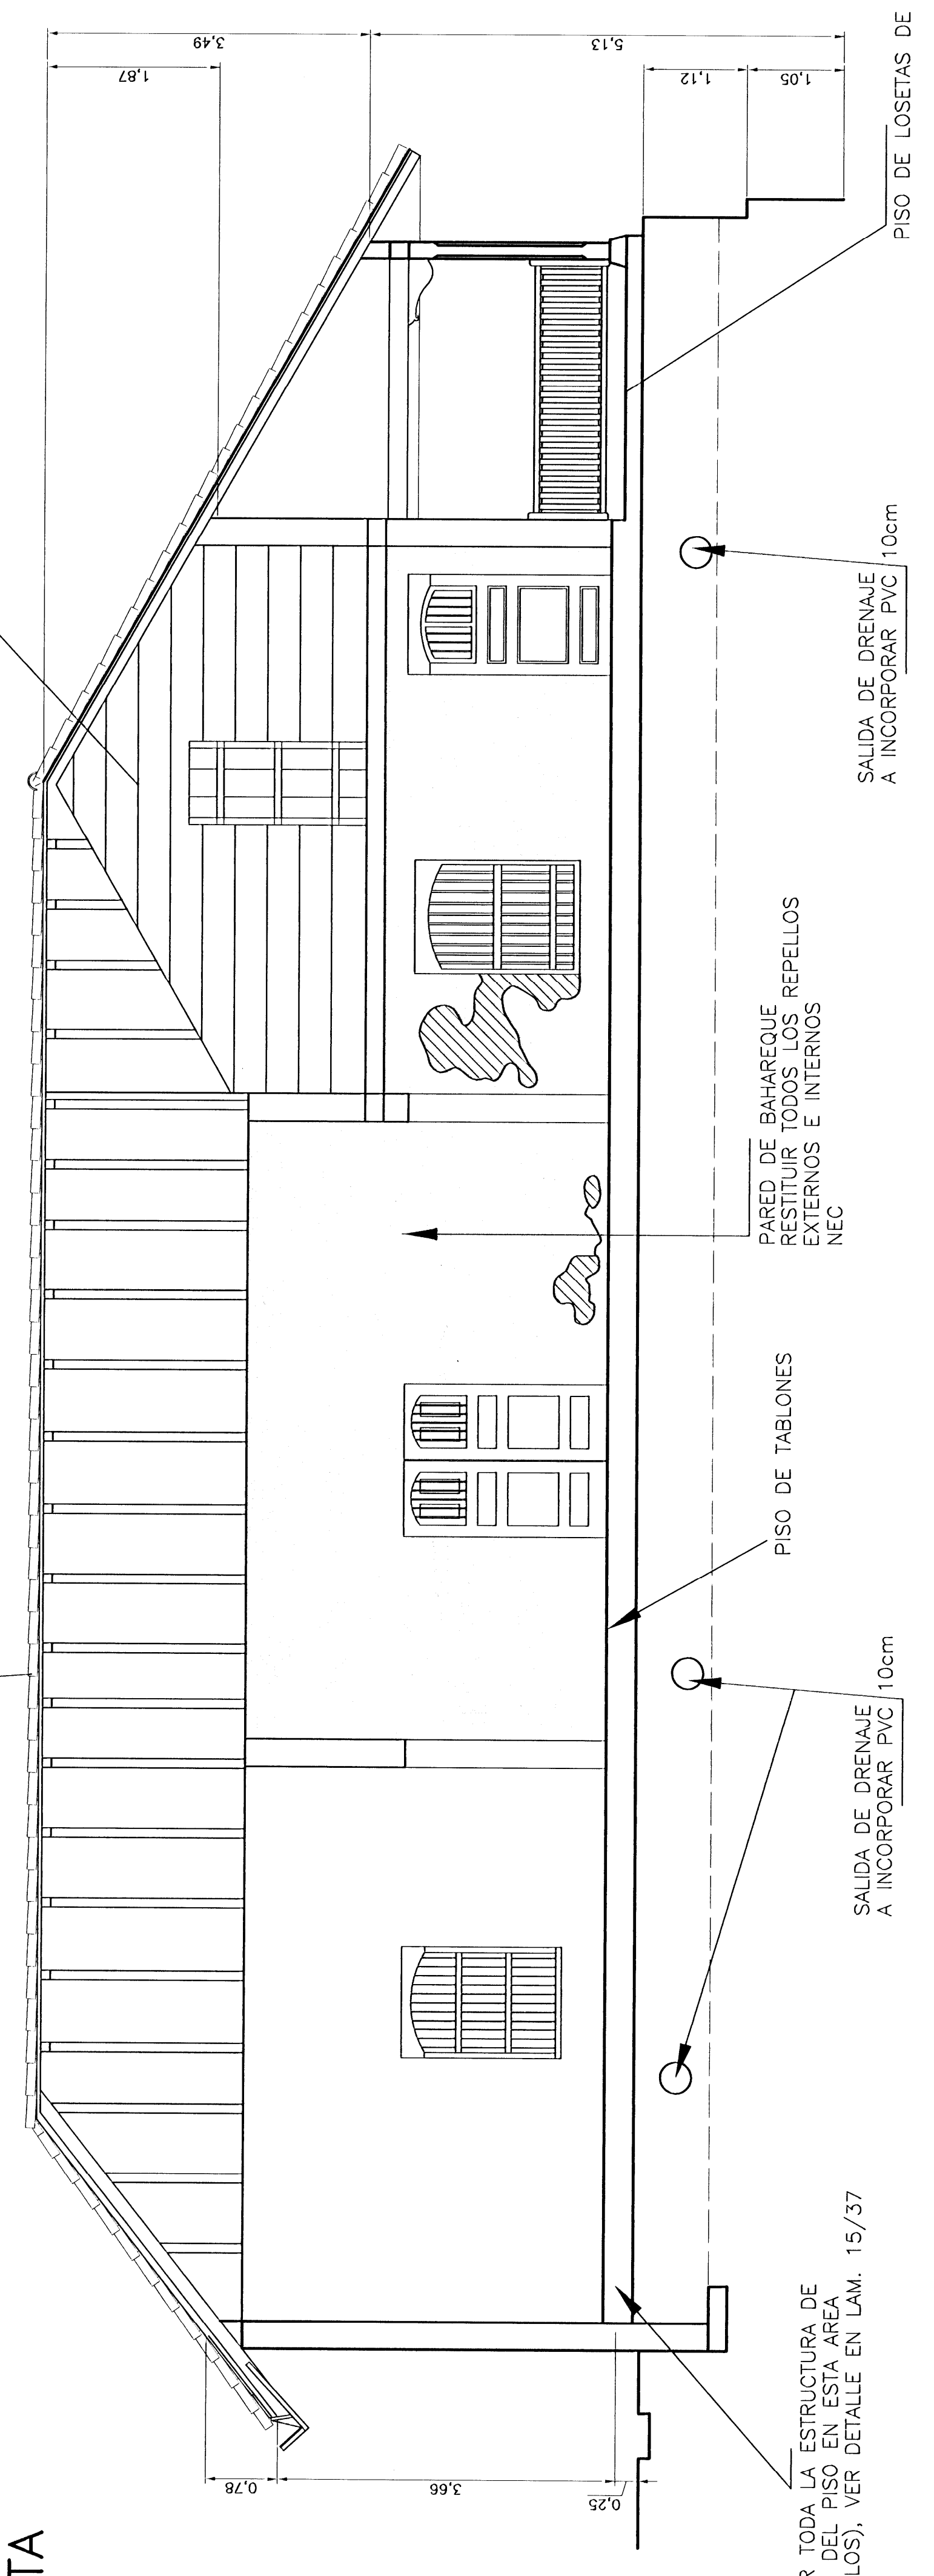 TA
R TODA LA ESTRUCTURA DE
DEL PISO EN ESTA AREA
LOS), VER DETALLE EN LAM. 15/37
SALIDA DE DRENAJE
A INCORPORAR PVC 10cm
PISO DE TABLONES
PARED DE BAHAREQUE
RESTITUIR TODOS LOS REPELLOS
EXTERNOS E INTERNOS
NEC
SALIDA DE DRENAJE
A INCORPORAR PVC 10cm
PISO DE LOSETAS DE
0,78
3,66
0,25
3,49
1,87
5,13
1,12
1,05